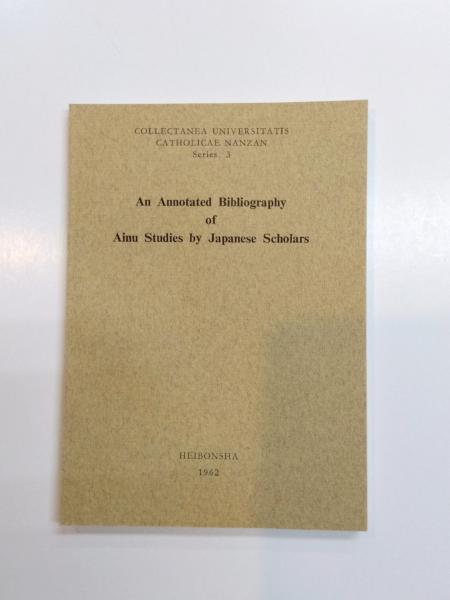 COLLECTANEA UNIVERSITATIS
CATHOLICAE NANZAN
Series 3
An Annotated Bibliography
of
Ainu Studies by Japanese Scholars
HEIBONSHA
1962